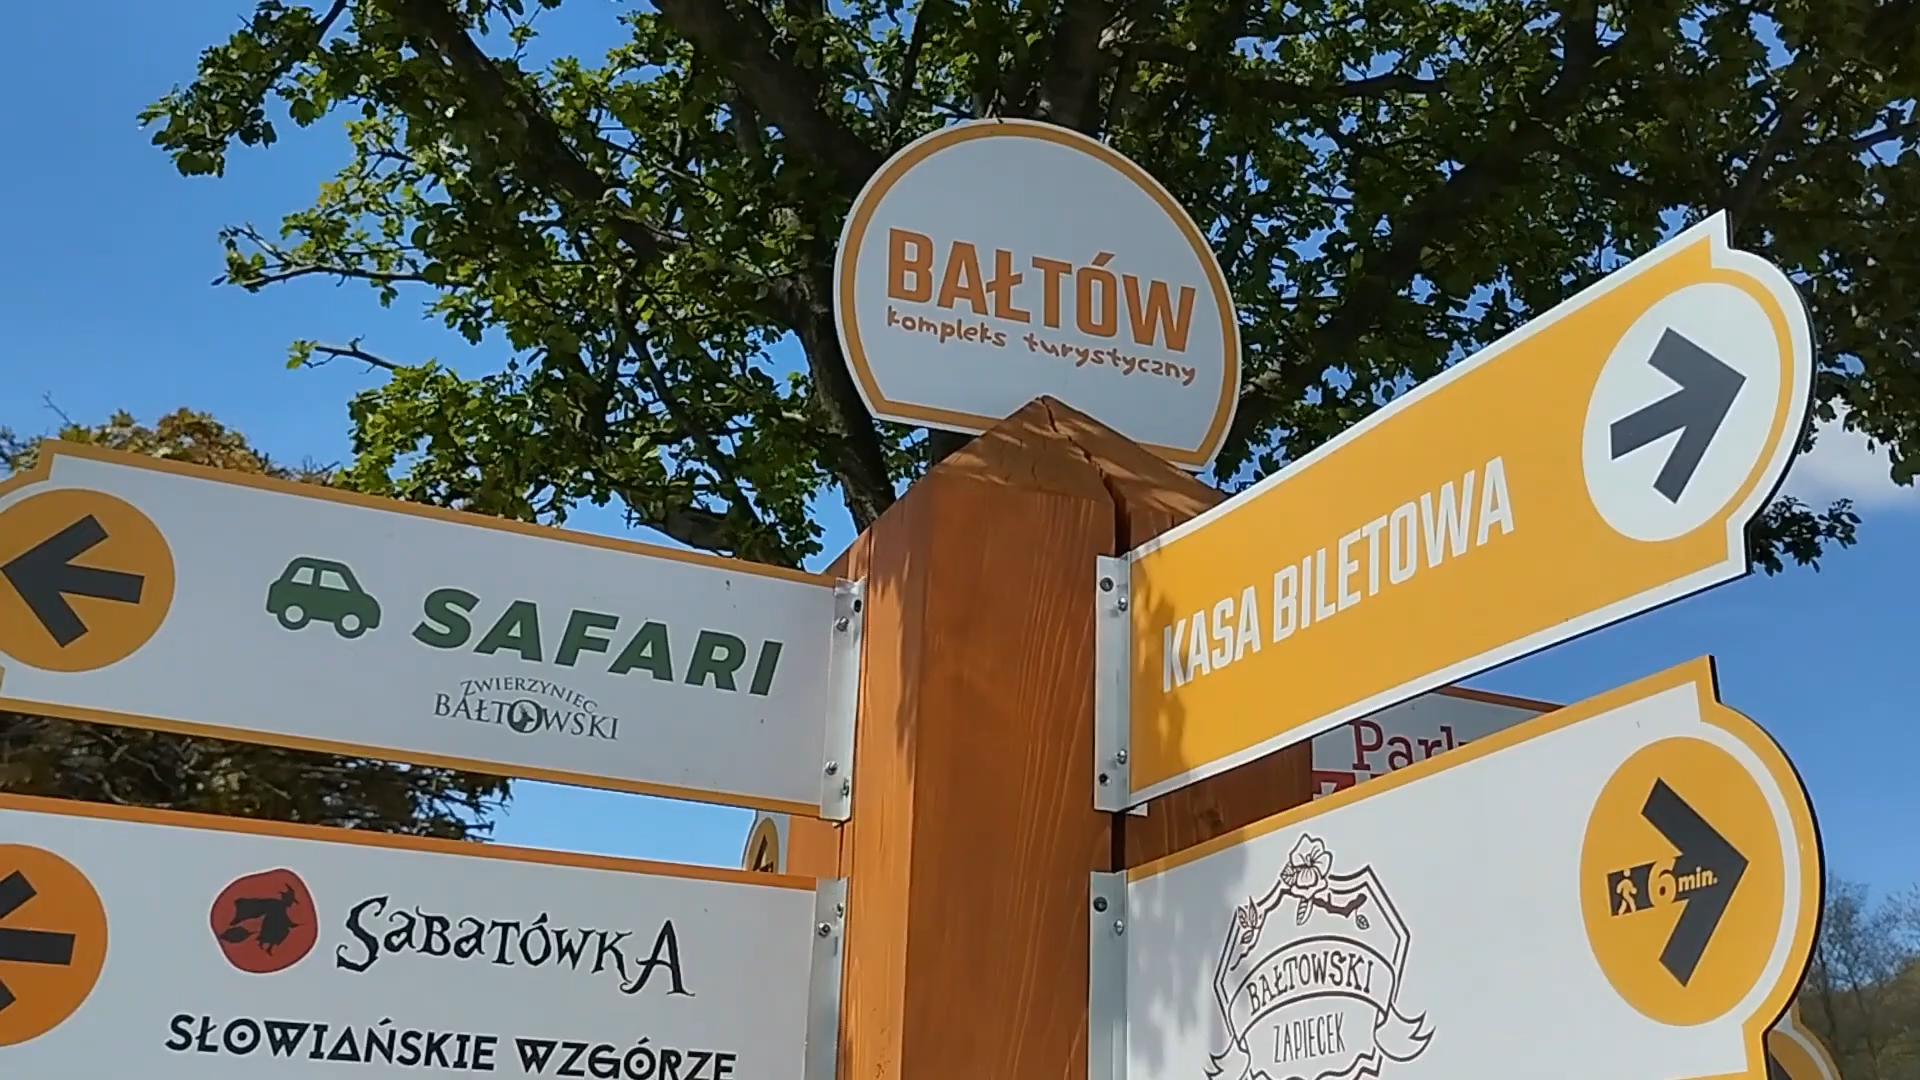 BAŁTÓW
kompleks turystyczny
KASA BILETOWA
SAFARI
ZWIERZYNIEC
BAŁTOWSKI
SABATÓWKA
SŁOWIAŃSKIE WZGÓRZE
6 min.
BAŁTOWSKI
ZAPIECEK